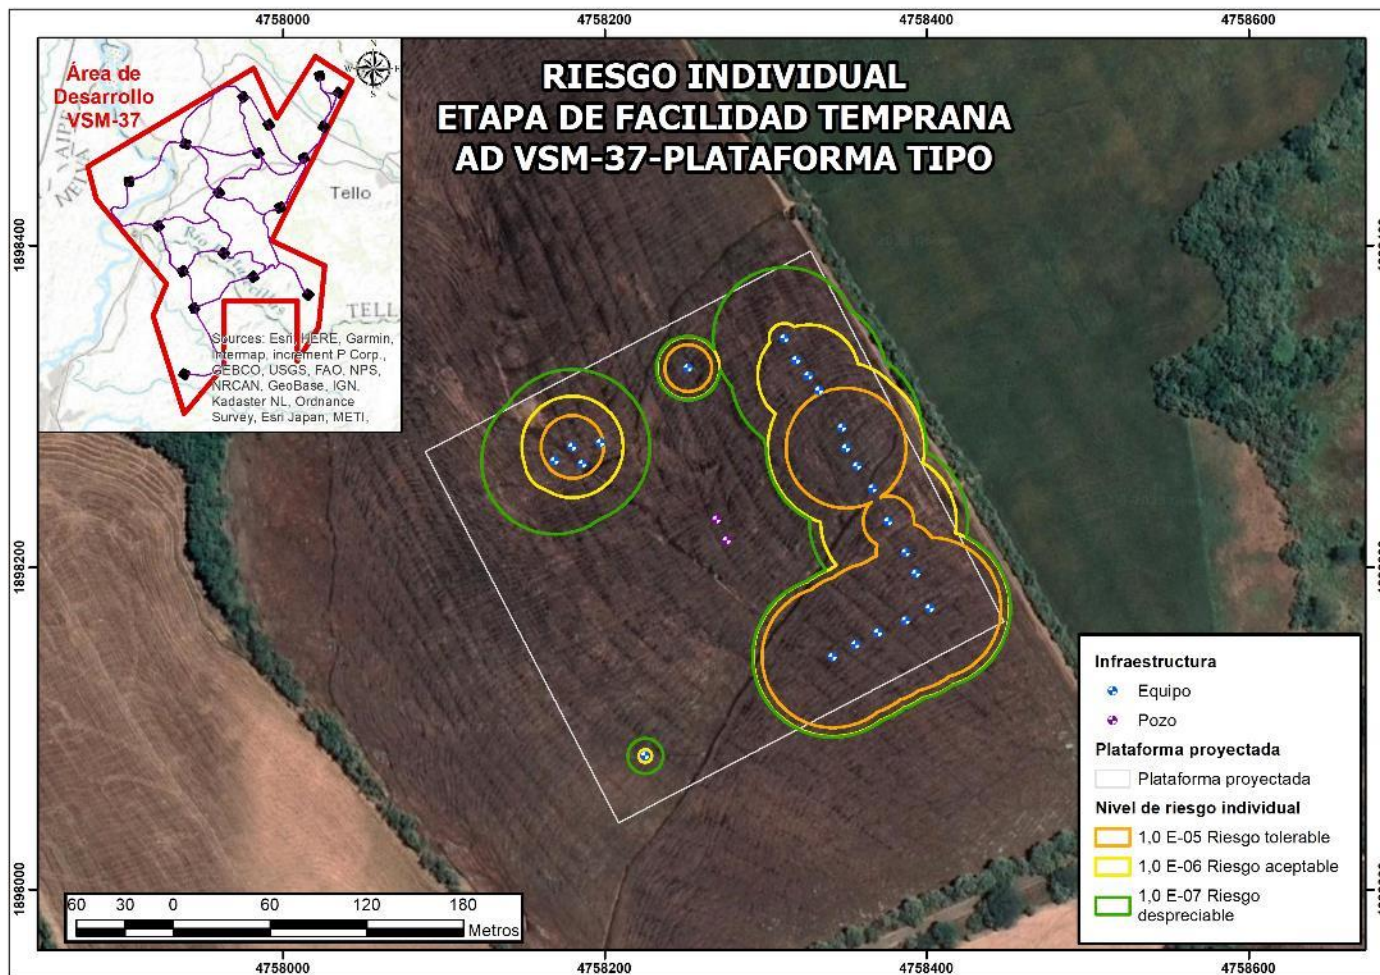 4758000
4758200
4758400
4758600
RIESGO INDIVIDUAL
ETAPA DE FACILIDAD TEMPRANA
AD VSM-37-PLATAFORMA TIPO
Área de
Desarrollo
VSM-37
N
W
E
S
NEIVA
Tello
Río
TELL
Sources: Esri, HERE, Garmin,
Intermap, increment P Corp.,
GEBCO, USGS, FAO, NPS,
NRCAN, GeoBase, IGN,
Kadaster NL, Ordnance
Survey, Esri Japan, METI,
1898400
1898200
1898000
Infraestructura
Equipo
Pozo
Plataforma proyectada
Plataforma proyectada
Nivel de riesgo individual
1,0 E-05 Riesgo tolerable
1,0 E-06 Riesgo aceptable
1,0 E-07 Riesgo
despreciable
60 30 0 60 120 180
Metros
4758000
4758200
4758400
4758600